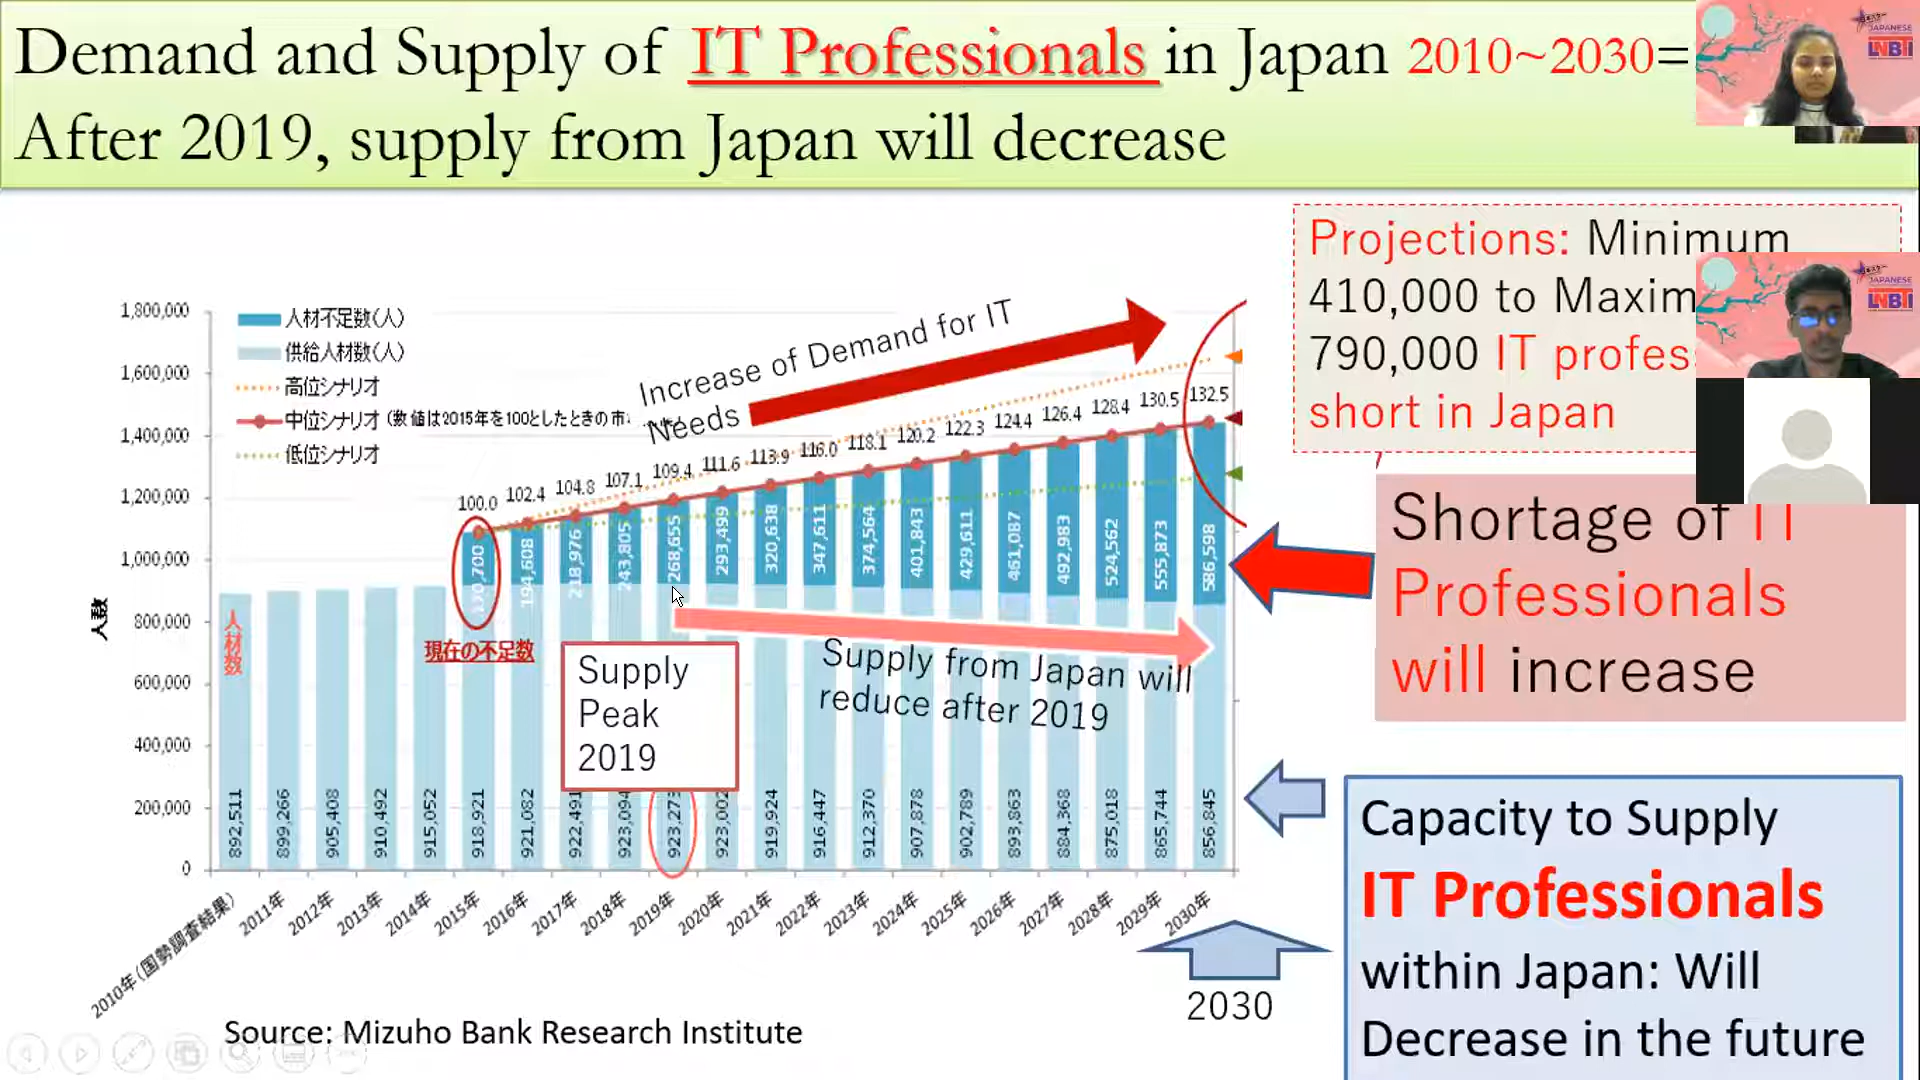 Demand and Supply of IT Professionals in Japan 2010~2030=
After 2019, supply from Japan will decrease
JAPANESE
LNBTI
Projections: Minimum
410,000 to Maxim
790,000 IT profes
short in Japan
JAPANESE
LNBTI
Shortage of IT
Professionals
will increase
Capacity to Supply
IT Professionals
within Japan: Will
Decrease in the future
人材不足数(人)
供給人材数(人)
高位シナリオ
中位シナリオ (数値は2015年を100としたときの市
低位シナリオ
Increase of Demand for IT
Needs
1,800,000
1,600,000
1,400,000
1,200,000
1,000,000
800,000
600,000
400,000
200,000
0
人数
人材数
100.0 102.4 104.8 107.1 109.4 111.6 113.9 116.0 118.1 120.2 122.3 124.4 126.4 128.4 130.5 132.5
194,608 218,976 243,805 268,655 293,499 320,638 347,611 374,564 401,843 429,611 461,087 492,983 524,562 555,873 586,598
現在の不足数
Supply
Peak
2019
Supply from Japan will
reduce after 2019
892,511 899,266 905,408 910,492 915,052 918,921 921,082 922,491 923,094 923,273 923,002 919,924 916,447 912,370 907,878 902,789 893,863 884,368 875,018 865,744 856,845
2010年(国勢調査結果) 2011年 2012年 2013年 2014年 2015年 2016年 2017年 2018年 2019年 2020年 2021年 2022年 2023年 2024年 2025年 2026年 2027年 2028年 2029年 2030年
2030
Source: Mizuho Bank Research Institute